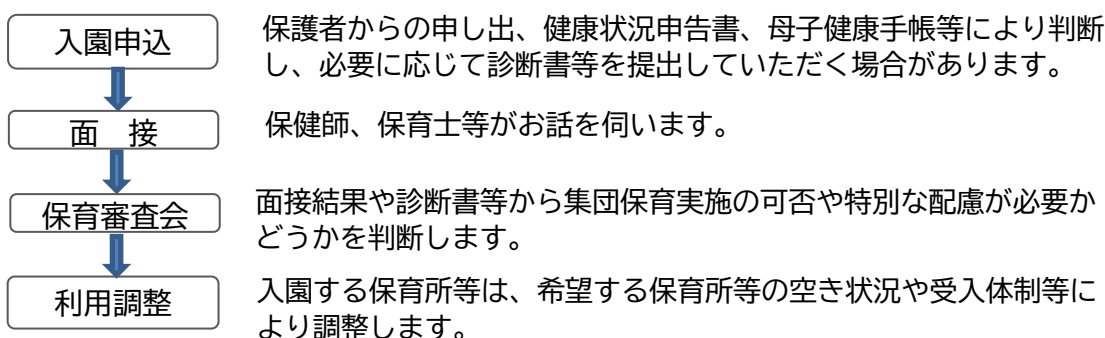 入園申込
保護者からの申し出、健康状況申告書、母子健康手帳等により判断
し、必要に応じて診断書等を提出していただく場合があります。
面　接
保健師、保育士等がお話を伺います。
保育審査会
面接結果や診断書等から集団保育実施の可否や特別な配慮が必要か
どうかを判断します。
利用調整
入園する保育所等は、希望する保育所等の空き状況や受入体制等に
より調整します。